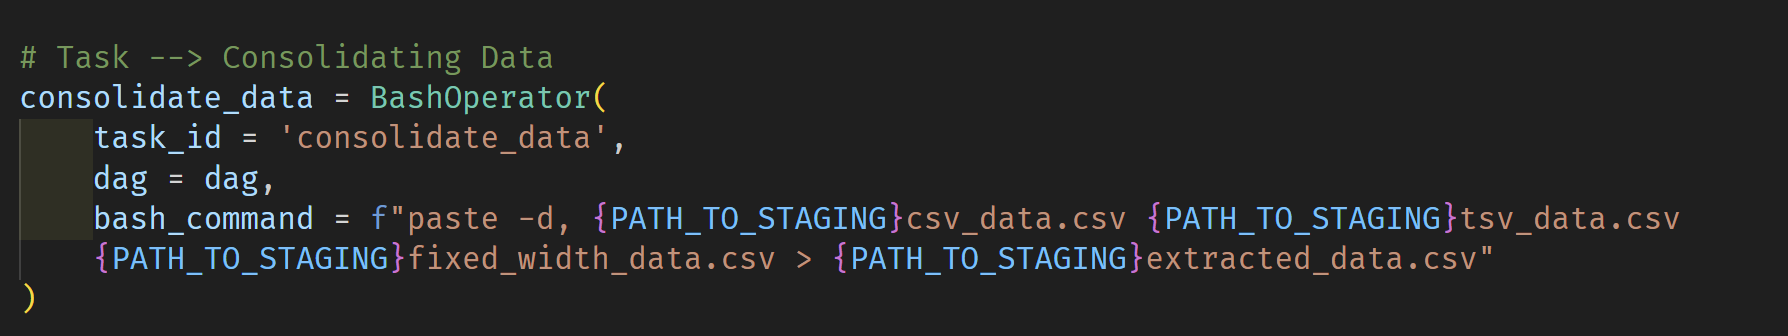 # Task --> Consolidating Data
consolidate_data = BashOperator(
    task_id = 'consolidate_data',
    dag = dag,
    bash_command = f"paste -d, {PATH_TO_STAGING}csv_data.csv {PATH_TO_STAGING}tsv_data.csv
    {PATH_TO_STAGING}fixed_width_data.csv > {PATH_TO_STAGING}extracted_data.csv"
)